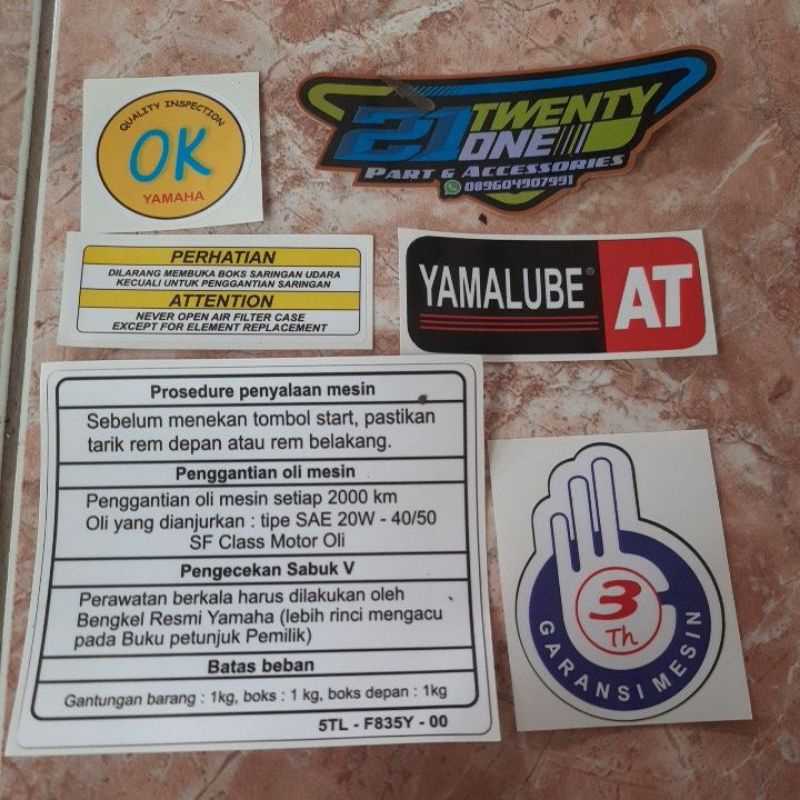 QUALITY INSPECTION
OK
YAMAHA
21 TWENTY
ONE
PART & ACCESSORIES
089604907991
PERHATIAN
DILARANG MEMBUKA BOKS SARINGAN UDARA
KECUALI UNTUK PENGGANTIAN SARINGAN
ATTENTION
NEVER OPEN AIR FILTER CASE
EXCEPT FOR ELEMENT REPLACEMENT
YAMALUBE® AT
Prosedure penyalaan mesin
Sebelum menekan tombol start, pastikan
tarik rem depan atau rem belakang.
Penggantian oli mesin
Penggantian oli mesin setiap 2000 km
Oli yang dianjurkan : tipe SAE 20W - 40/50
SF Class Motor Oli
Pengecekan Sabuk V
Perawatan berkala harus dilakukan oleh
Bengkel Resmi Yamaha (lebih rinci mengacu
pada Buku petunjuk Pemilik)
Batas beban
Gantungan barang : 1kg, boks : 1 kg, boks depan : 1kg
5TL - F835Y - 00
3
Th
GARANSI MESIN